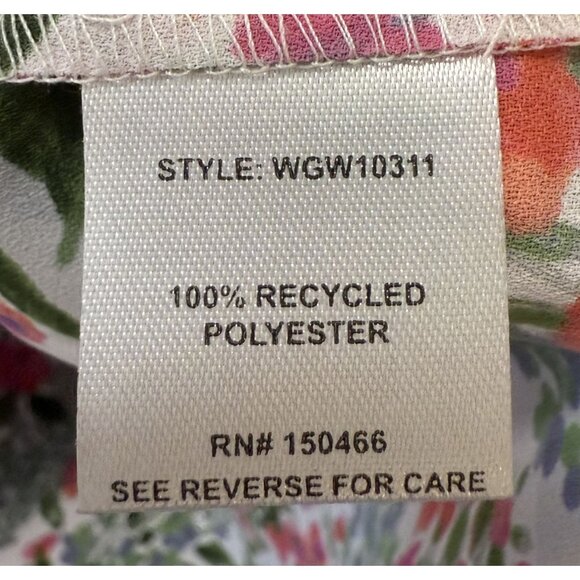 STYLE: WGW10311
100% RECYCLED
POLYESTER
RN# 150466
SEE REVERSE FOR CARE